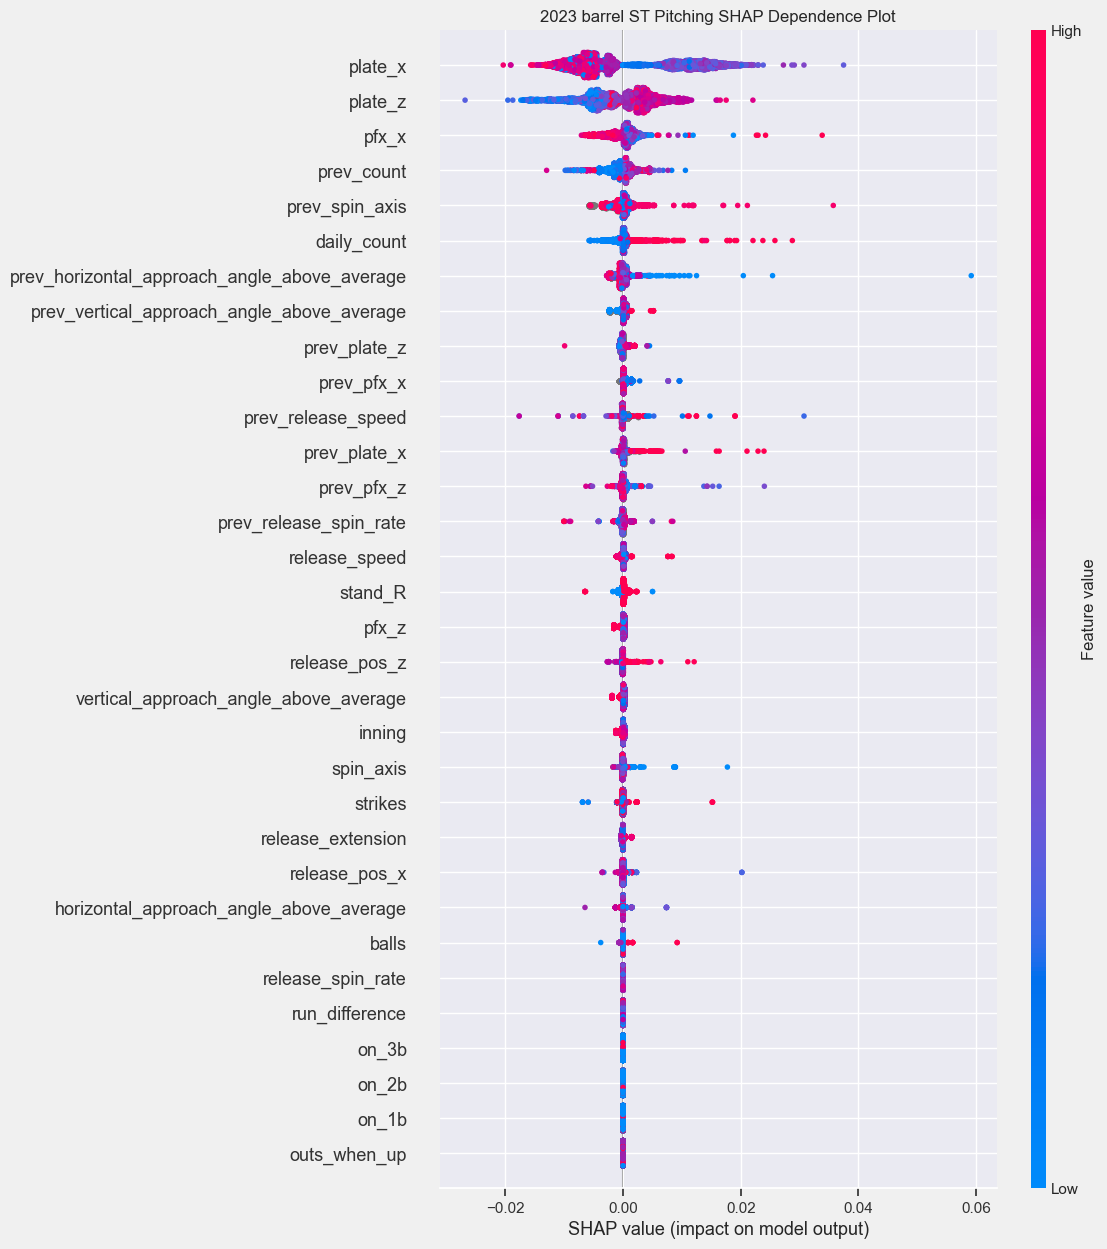 2023 barrel ST Pitching SHAP Dependence Plot
High
plate_x
plate_z
pfx_x
prev_count
prev_spin_axis
daily_count
prev_horizontal_approach_angle_above_average
prev_vertical_approach_angle_above_average
prev_plate_z
prev_pfx_x
prev_release_speed
prev_plate_x
prev_pfx_z
prev_release_spin_rate
release_speed
stand_R
pfx_z
release_pos_z
vertical_approach_angle_above_average
inning
spin_axis
strikes
release_extension
release_pos_x
horizontal_approach_angle_above_average
balls
release_spin_rate
run_difference
on_3b
on_2b
on_1b
outs_when_up
Feature value
Low
−0.02 0.00 0.02 0.04 0.06
SHAP value (impact on model output)